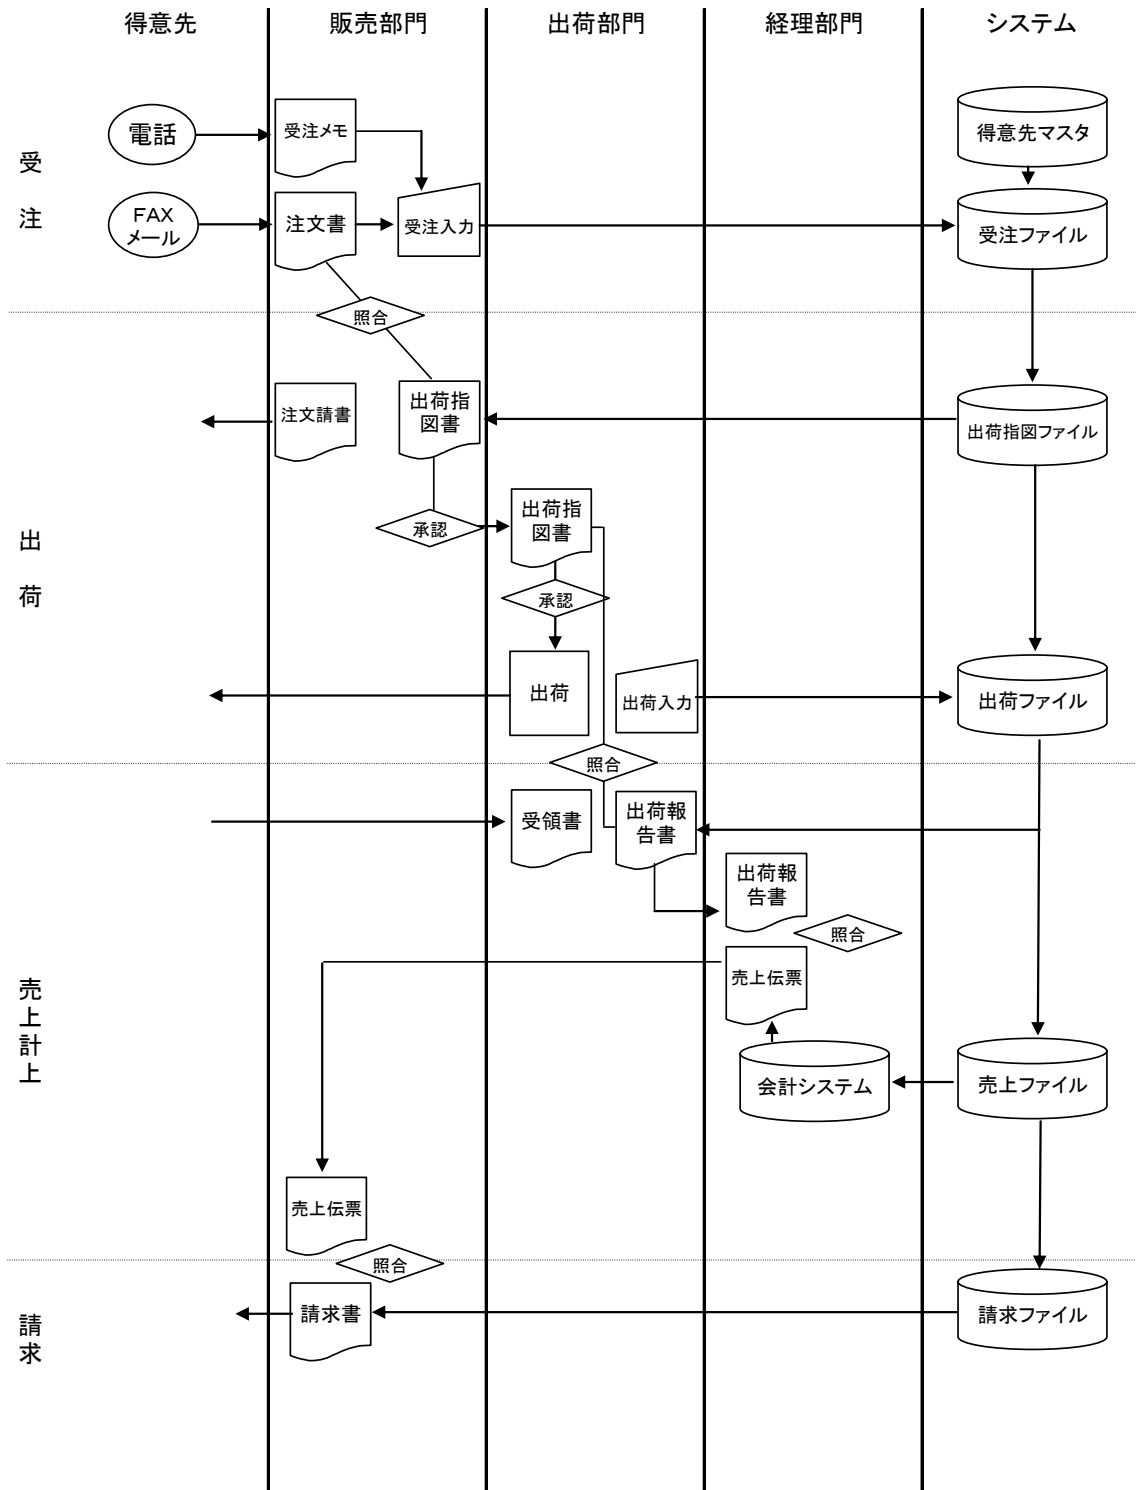 得意先
販売部門
出荷部門
経理部門
システム
受
注
電話
受注メモ
得意先マスタ
FAX
メール
注文書
受注入力
受注ファイル
照合
出
荷
注文請書
出荷指
図書
出荷指図ファイル
承認
出荷指
図書
承認
出荷
出荷入力
出荷ファイル
照合
売
上
計
上
受領書
出荷報
告書
出荷報
告書
照合
売上伝票
会計システム
売上ファイル
売上伝票
照合
請
求
請求書
請求ファイル